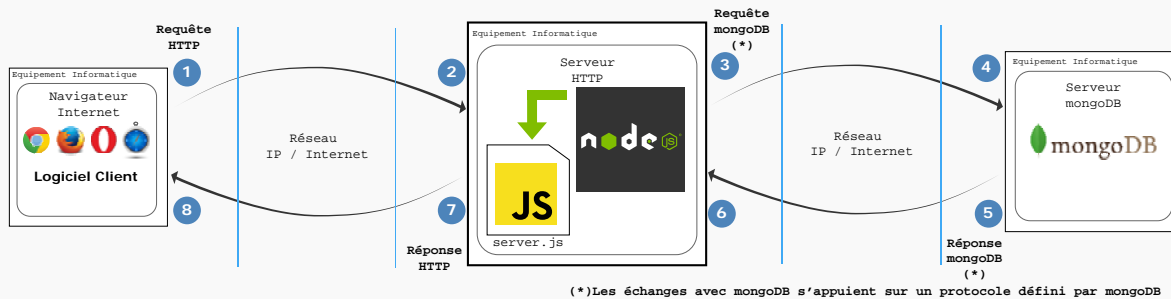 Requête
HTTP
Requête
mongoDB
(*)
1
2
3
4
Equipement Informatique
Navigateur
Internet
Logiciel Client
Réseau
IP / Internet
Equipement Informatique
Serveur
HTTP
node
JS
JS
server.js
Réseau
IP / Internet
Equipement Informatique
Serveur
mongoDB
mongoDB
8
7
6
5
Réponse
HTTP
Réponse
mongoDB
(*)
(*)Les échanges avec mongoDB s'appuient sur un protocole défini par mongoDB